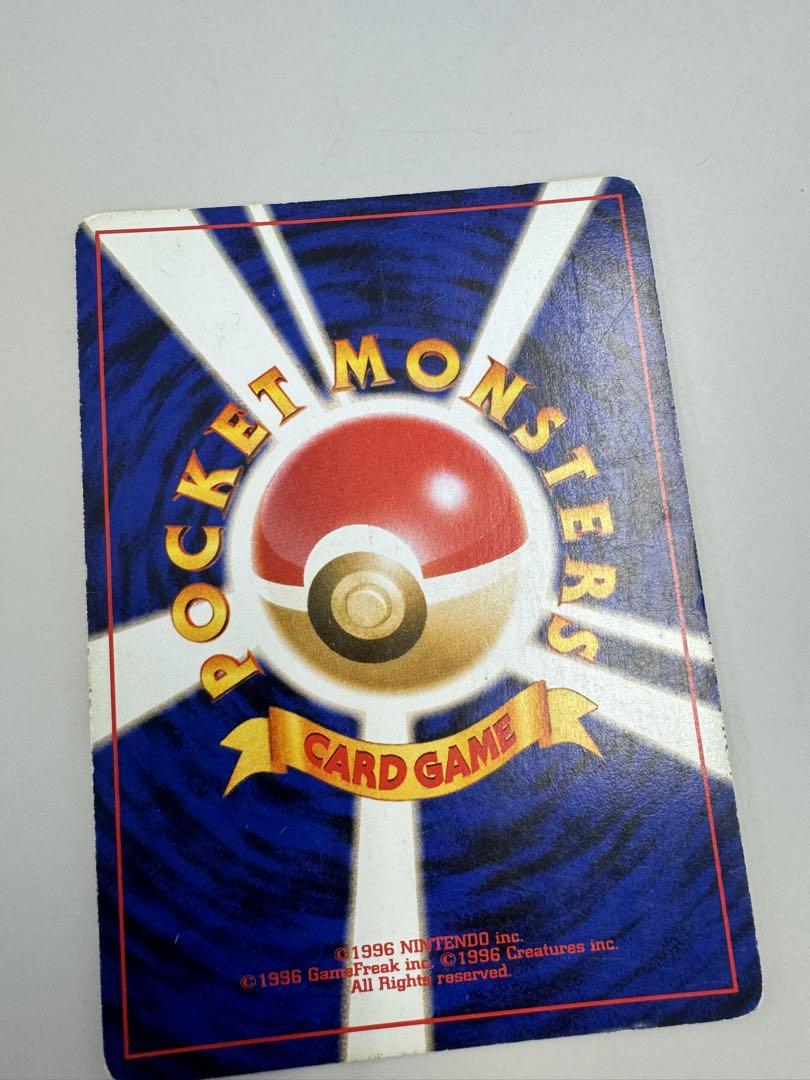 POCKET MONSTERS
CARD GAME
©1996 NINTENDO inc.
©1996 GameFreak inc. ©1996 Creatures inc.
All Rights reserved.